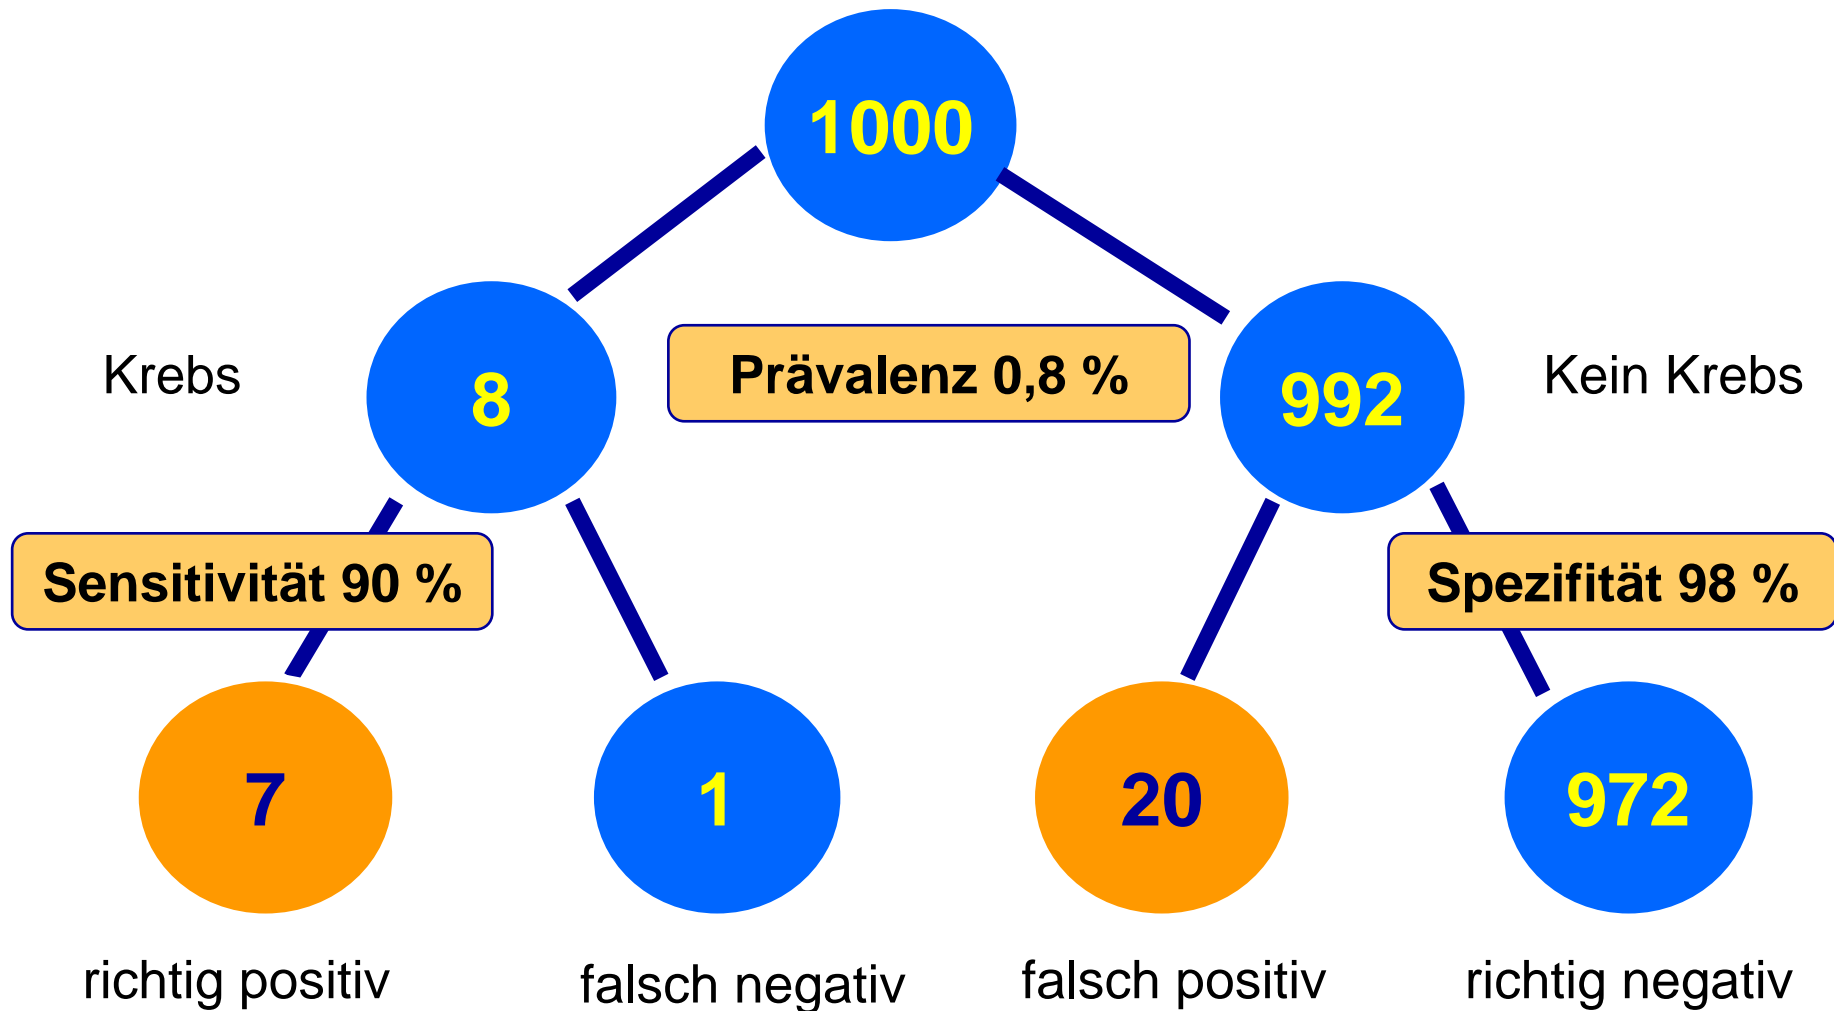 1000
Krebs
8
Prävalenz 0,8 %
992
Kein Krebs
Sensitivität 90 %
Spezifität 98 %
7
1
20
972
richtig positiv
falsch negativ
falsch positiv
richtig negativ